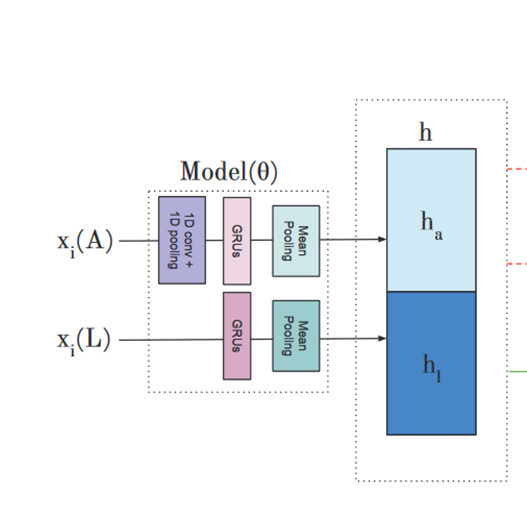 h
Model(θ)
x_i(A)
1D conv +
1D pooling
GRUs
Mean
Pooling
h_a
x_i(L)
GRUs
Mean
Pooling
h_l